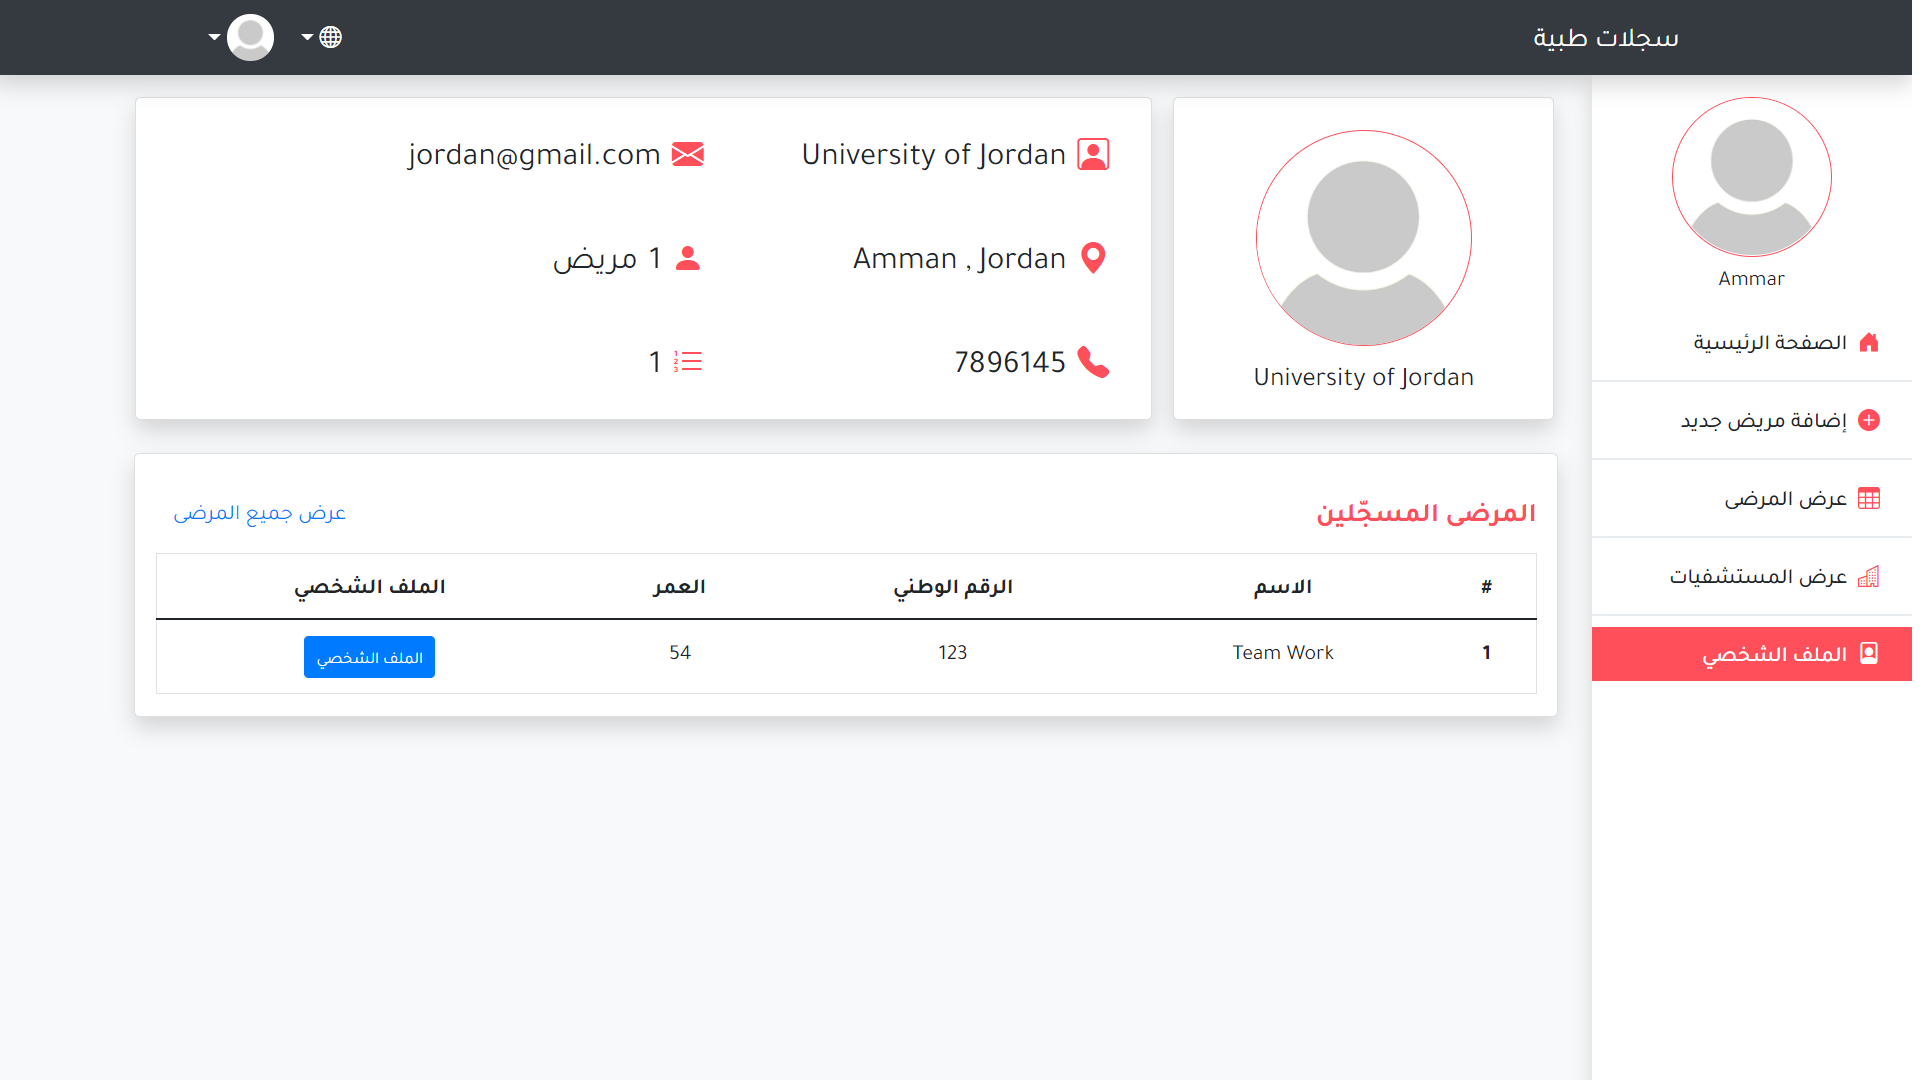 سجلات طبية
Ammar
الصفحة الرئيسية
إضافة مريض جديد
عرض المرضى
عرض المستشفيات
الملف الشخصي
University of Jordan
University of Jordan
jordan@gmail.com
Amman , Jordan
1 مريض
7896145
1
المرضى المسجّلين
عرض جميع المرضى
# الاسم الرقم الوطني العمر الملف الشخصي
1 Team Work 123 54 الملف الشخصي